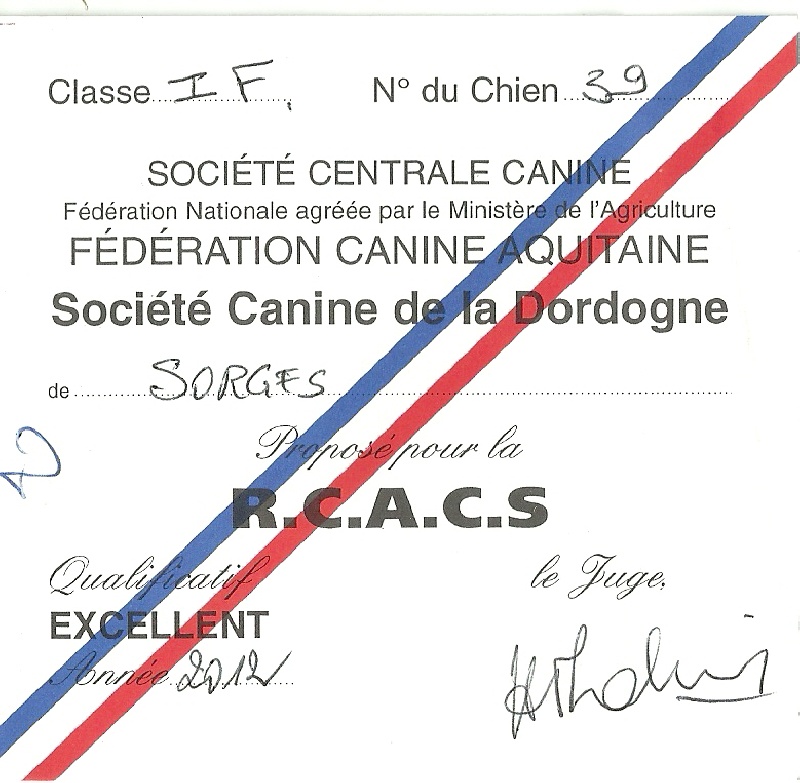 Classe I F. N° du Chien 39
SOCIÉTÉ CENTRALE CANINE
Fédération Nationale agréée par le Ministère de l'Agriculture
FÉDÉRATION CANINE AQUITAINE
Société Canine de la Dordogne
de SORGES
Proposé pour la
R.C.A.C.S
Qualificatif le Juge.
EXCELLENT
Année 2012